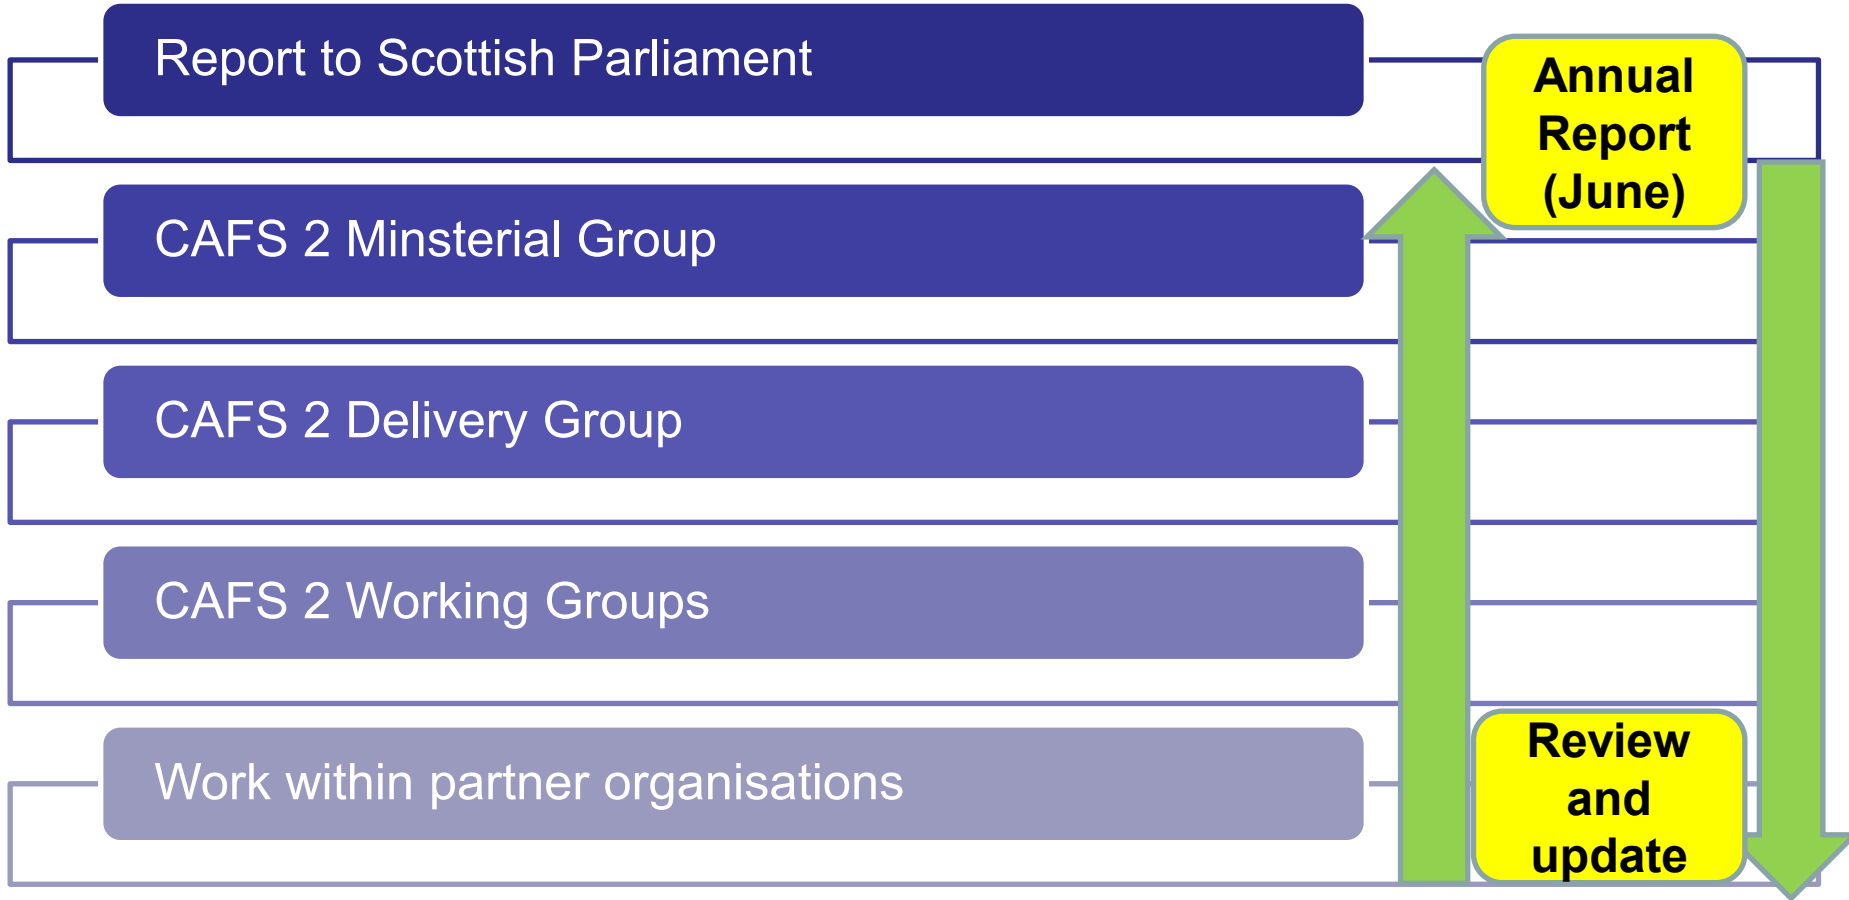 Report to Scottish Parliament
Annual
Report
(June)
CAFS 2 Minsterial Group
CAFS 2 Delivery Group
CAFS 2 Working Groups
Work within partner organisations
Review
and
update